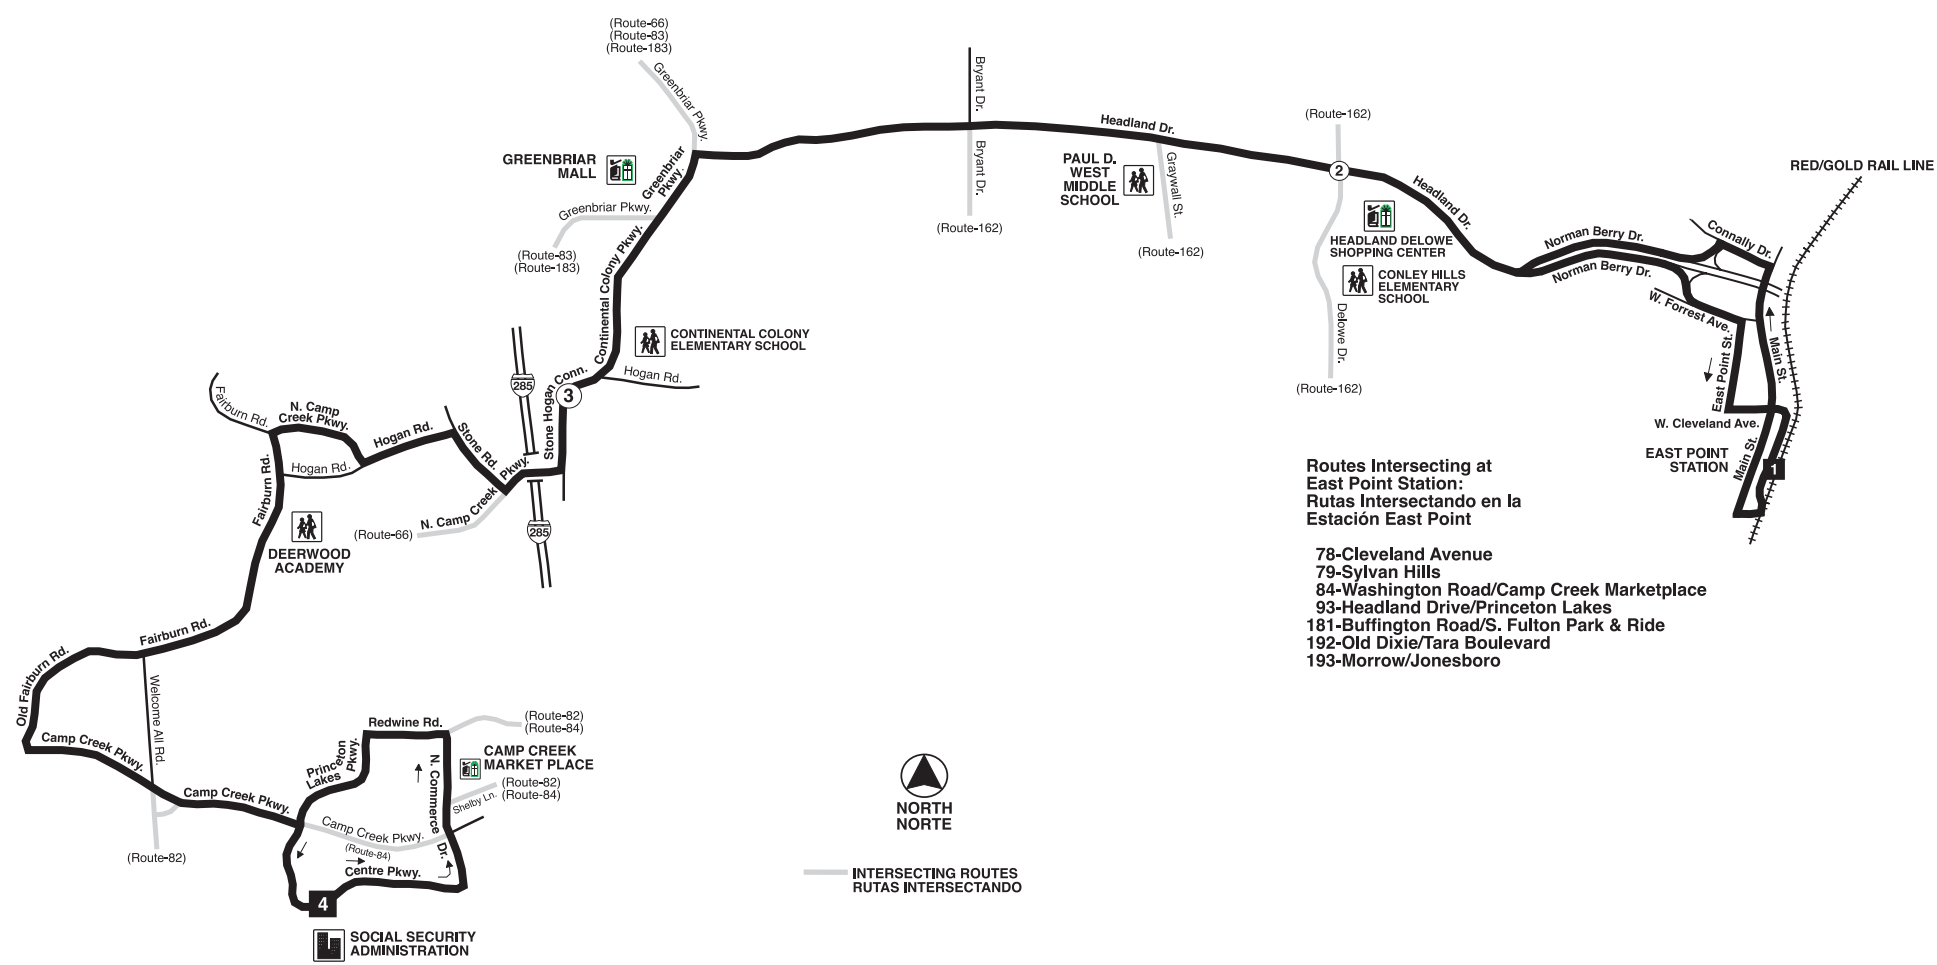 (Route-66)
(Route-83)
(Route-183)
Greenbriar Pkwy.
Bryant Dr.
Headland Dr.
(Route-162)
GREENBRIAR
MALL
Greenbriar
Pkwy.
Bryant Dr.
PAUL D.
WEST
MIDDLE
SCHOOL
Graywall St.
2
RED/GOLD RAIL LINE
Headland Dr.
Greenbriar Pkwy.
(Route-83)
(Route-183)
Continental Colony Pkwy.
(Route-162)
(Route-162)
HEADLAND DELOWE
SHOPPING CENTER
CONLEY HILLS
ELEMENTARY
SCHOOL
Norman Berry Dr.
Norman Berry Dr.
Connally Dr.
W. Forrest Ave.
Delowe Dr.
(Route-162)
East Point St.
Main St.
W. Cleveland Ave.
Main St.
EAST POINT
STATION
1
CONTINENTAL COLONY
ELEMENTARY SCHOOL
Hogan Rd.
285
Stone Hogan Conn.
3
Fairburn Rd.
N. Camp
Creek Pkwy.
Hogan Rd.
Stone Rd.
Hogan Rd.
N. Camp Creek Pkwy.
(Route-66)
285
Fairburn Rd.
DEERWOOD
ACADEMY
Routes Intersecting at
East Point Station:
Rutas Intersectando en la
Estación East Point
78-Cleveland Avenue
79-Sylvan Hills
84-Washington Road/Camp Creek Marketplace
93-Headland Drive/Princeton Lakes
181-Buffington Road/S. Fulton Park & Ride
192-Old Dixie/Tara Boulevard
193-Morrow/Jonesboro
Fairburn Rd.
Old Fairburn Rd.
Welcome All Rd.
Camp Creek Pkwy.
Camp Creek Pkwy.
(Route-82)
Redwine Rd.
(Route-82)
(Route-84)
Princeton
Lakes
Pkwy.
N. Commerce Dr.
CAMP CREEK
MARKET PLACE
(Route-82)
(Route-84)
Shelby Ln.
Camp Creek Pkwy.
(Route-84)
Centre Pkwy.
4
SOCIAL SECURITY
ADMINISTRATION
NORTH
NORTE
INTERSECTING ROUTES
RUTAS INTERSECTANDO